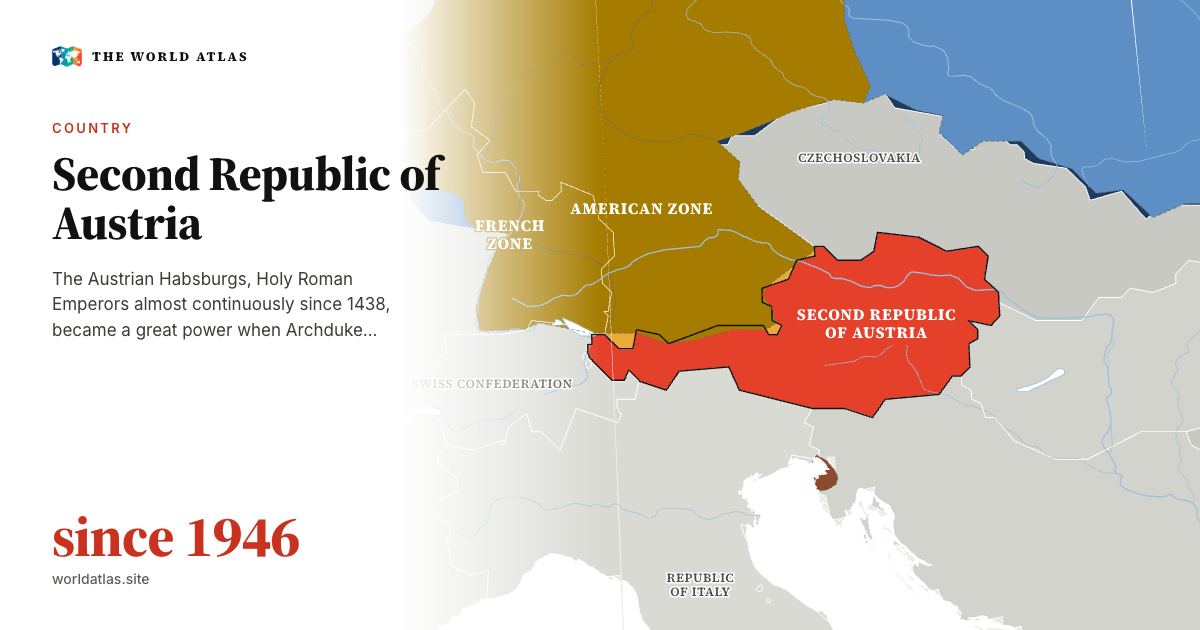 THE WORLD ATLAS
COUNTRY
Second Republic of
Austria
The Austrian Habsburgs, Holy Roman
Emperors almost continuously since 1438,
became a great power when Archduke...
since 1946
worldatlas.site
CZECHOSLOVAKIA
AMERICAN ZONE
FRENCH
ZONE
SECOND REPUBLIC
OF AUSTRIA
SWISS CONFEDERATION
REPUBLIC
OF ITALY